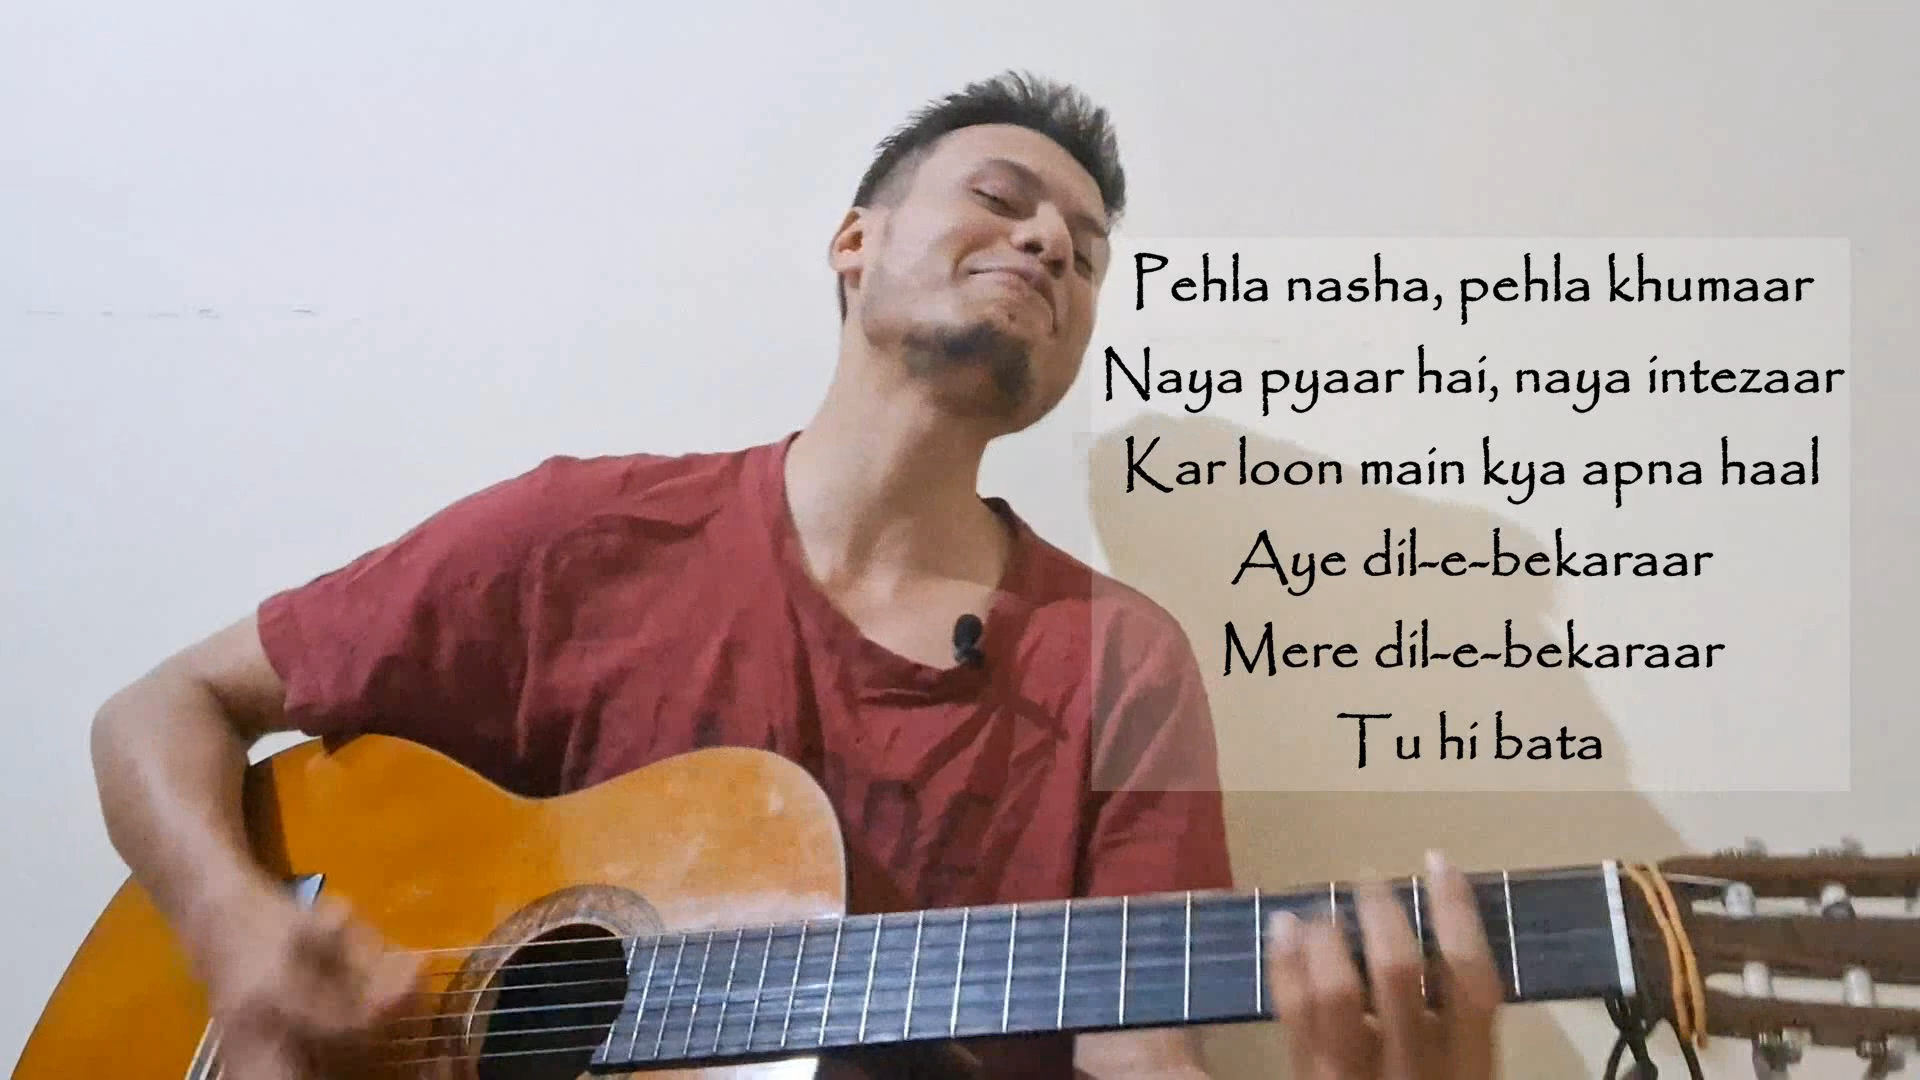 Pehla nasha, pehla khumaar
Naya pyaar hai, naya intezaar
Kar loon main kya apna haal
Aye dil-e-bekaraar
Mere dil-e-bekaraar
Tu hi bata